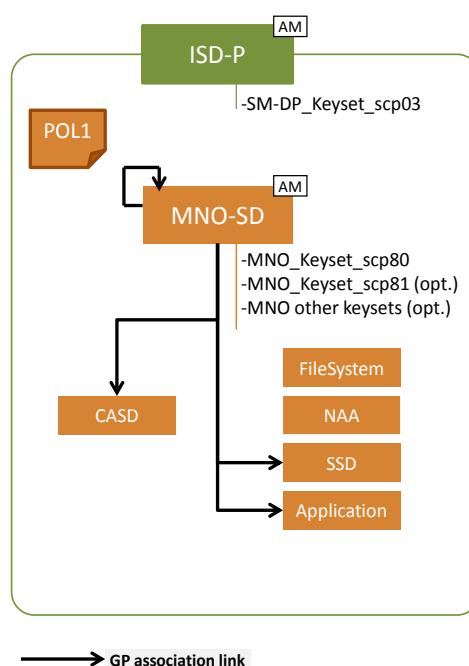 AM
ISD-P
-SM-DP_Keyset_scp03
POL1
AM
MNO-SD
-MNO_Keyset_scp80
-MNO_Keyset_scp81 (opt.)
-MNO other keysets (opt.)
FileSystem
CASD
NAA
SSD
Application
GP association link